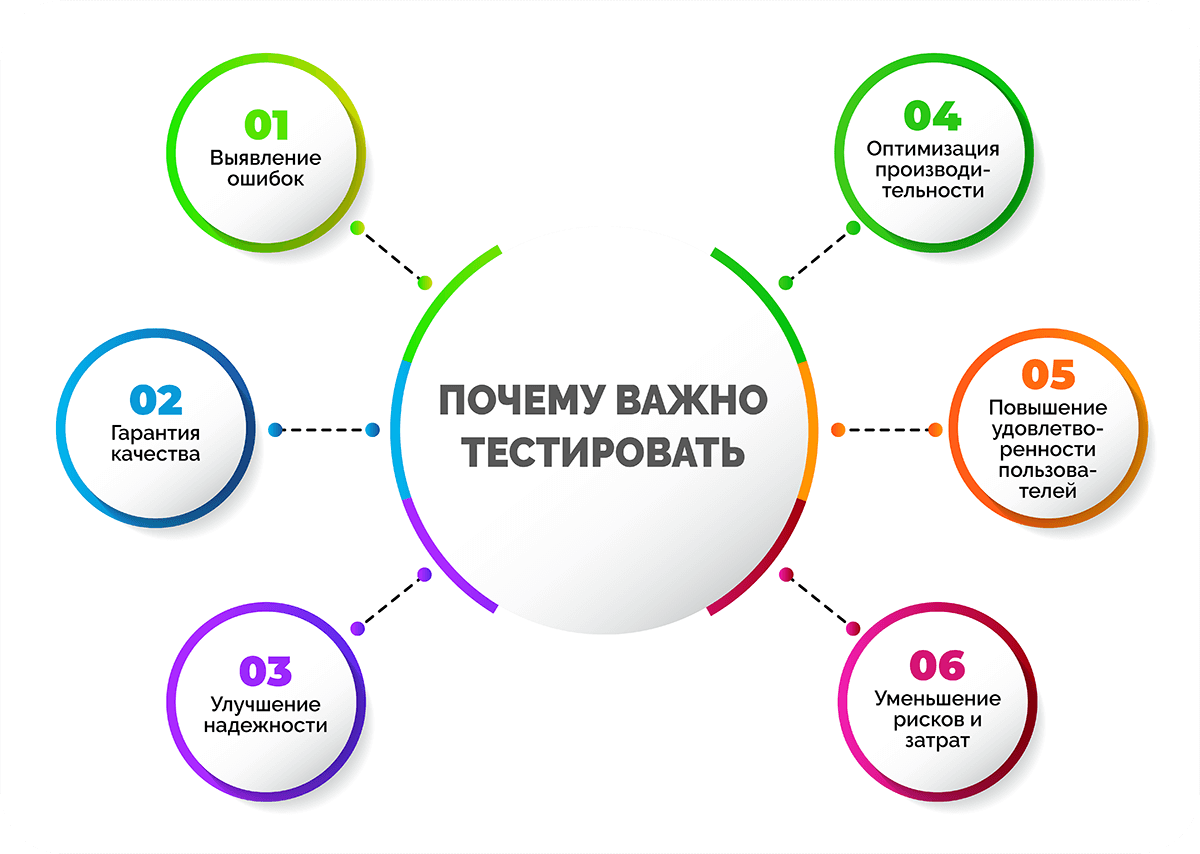 ПОЧЕМУ ВАЖНО
ТЕСТИРОВАТЬ
01
Выявление
ошибок
02
Гарантия
качества
03
Улучшение
надежности
04
Оптимизация
производи-
тельности
05
Повышение
удовлетво-
ренности
пользова-
телей
06
Уменьшение
рисков и
затрат